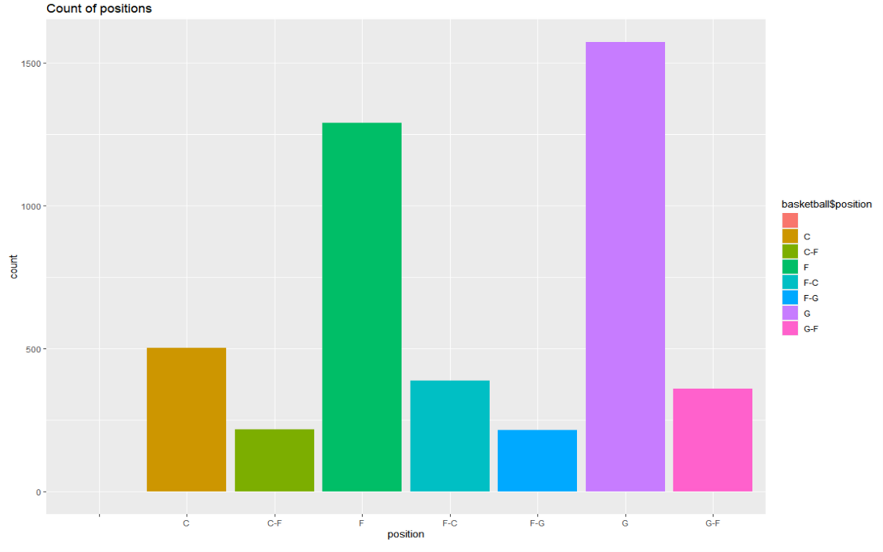 Count of positions
1500
1000
500
0
count
C
C-F
F
F-C
F-G
G
G-F
position
basketball$position
C
C-F
F
F-C
F-G
G
G-F